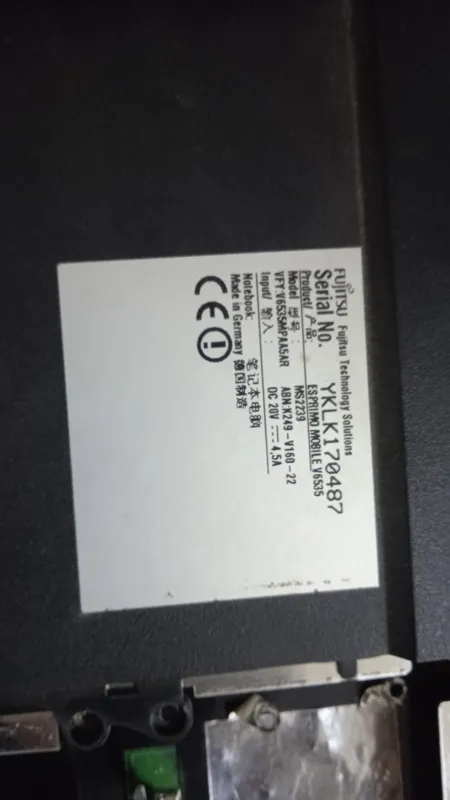 FUJITSU Fujitsu Technology Solutions
Serial No. YKLK170487
Product/ 产品: ESPRIMO MOBILE V6535
Model 型号: MS2239
VFY:V6535MPAA5AR ABN:K249-V160-22
Input/ 输入: DC 20V 4,5A
Notebook: 笔记本电脑
Made in Germany 德国制造
CE